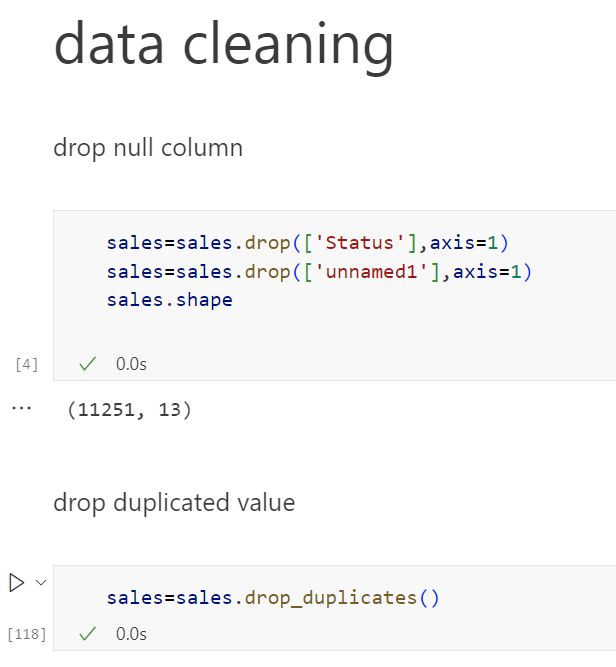 data cleaning
drop null column
sales=sales.drop(['Status'],axis=1)
sales=sales.drop(['unnamed1'],axis=1)
sales.shape
[4] 0.0s
... (11251, 13)
drop duplicated value
sales=sales.drop_duplicates()
[118] 0.0s